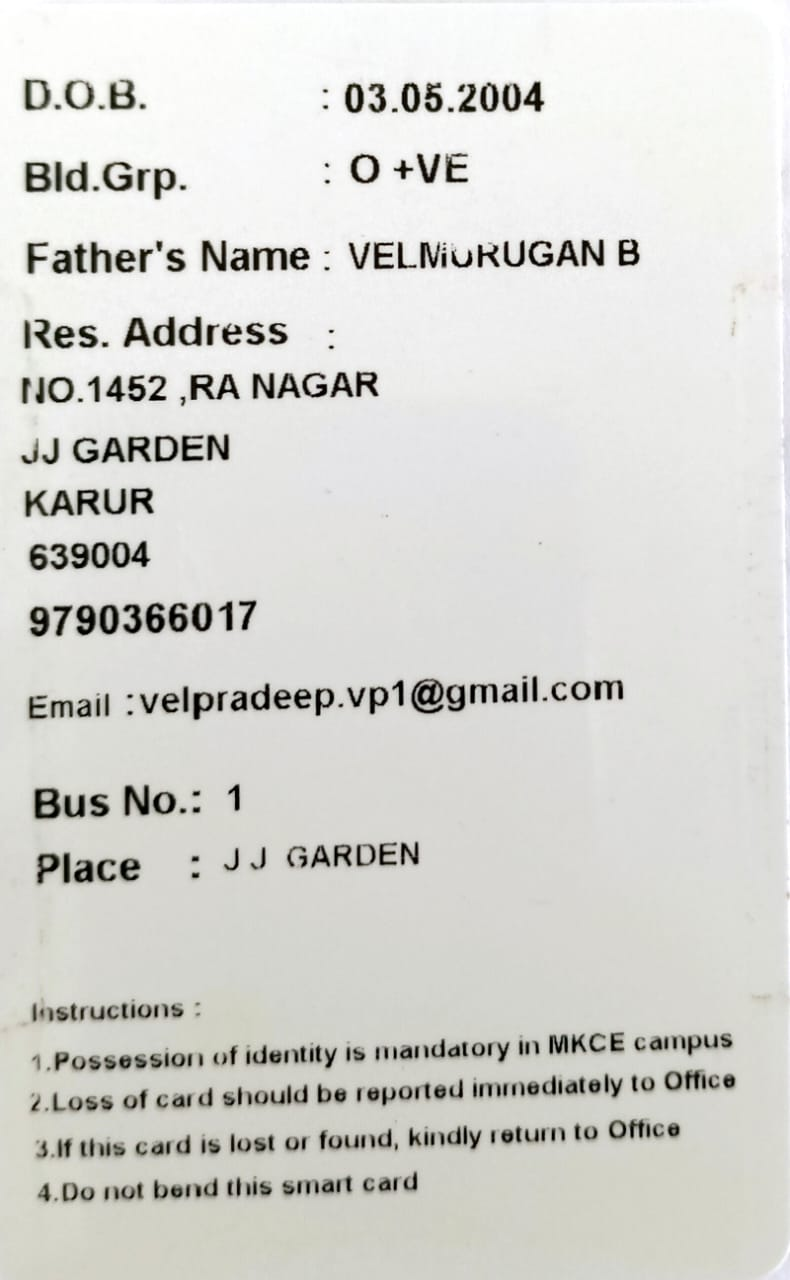 D.O.B. : 03.05.2004
Bld.Grp. : O +VE
Father's Name : VELMURUGAN B
Res. Address :
NO.1452 ,RA NAGAR
JJ GARDEN
KARUR
639004
9790366017
Email :velpradeep.vp1@gmail.com
Bus No.: 1
Place : J J GARDEN
Instructions :
1.Possession of identity is mandatory in MKCE campus
2.Loss of card should be reported immediately to Office
3.If this card is lost or found, kindly return to Office
4.Do not bend this smart card